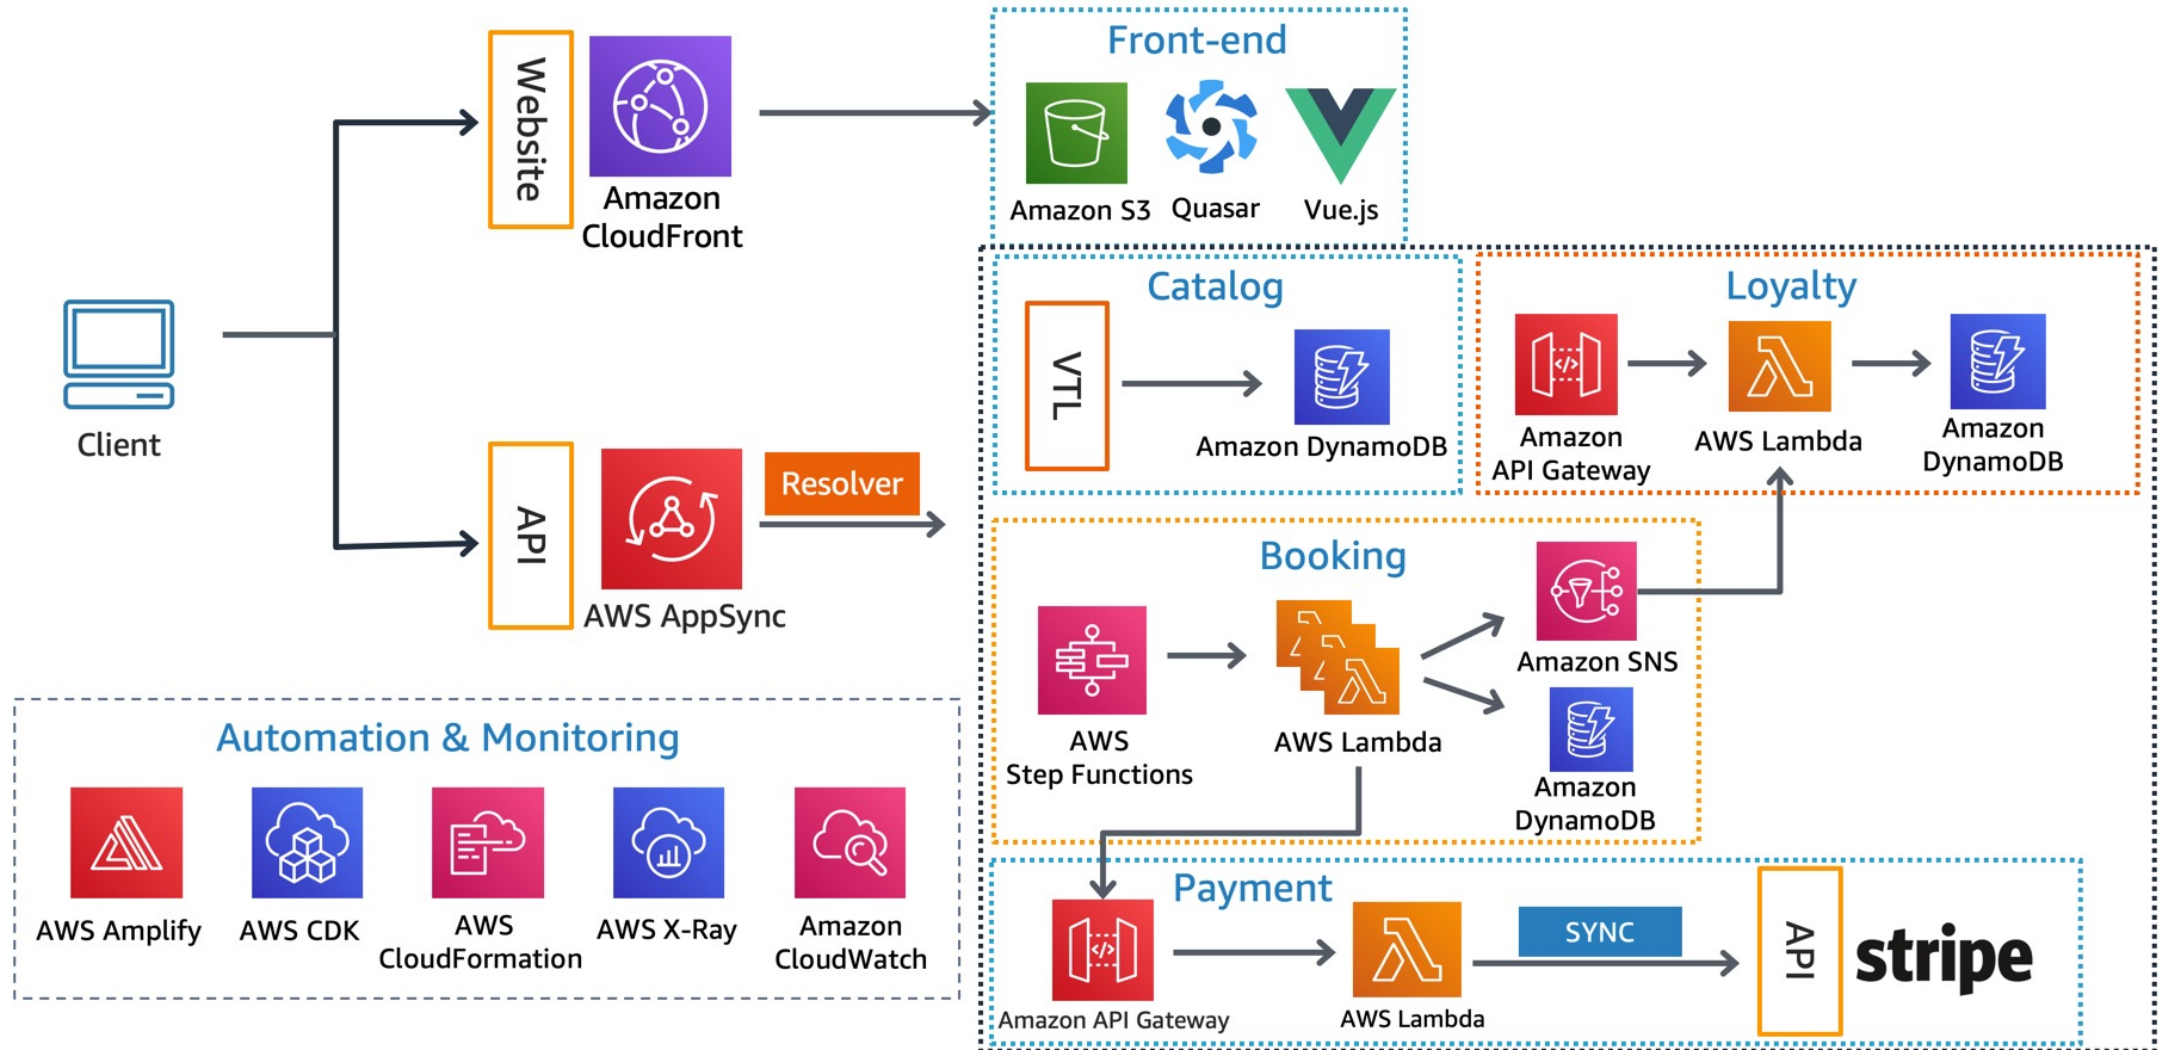 Website
Amazon
CloudFront
Front-end
Amazon S3
Quasar
Vue.js
Client
API
AWS AppSync
Resolver
Catalog
VTL
Amazon DynamoDB
Loyalty
Amazon
API Gateway
AWS Lambda
Amazon
DynamoDB
Booking
AWS
Step Functions
AWS Lambda
Amazon SNS
Amazon
DynamoDB
Automation & Monitoring
AWS Amplify
AWS CDK
AWS
CloudFormation
AWS X-Ray
Amazon
CloudWatch
Payment
Amazon API Gateway
AWS Lambda
SYNC
API
stripe